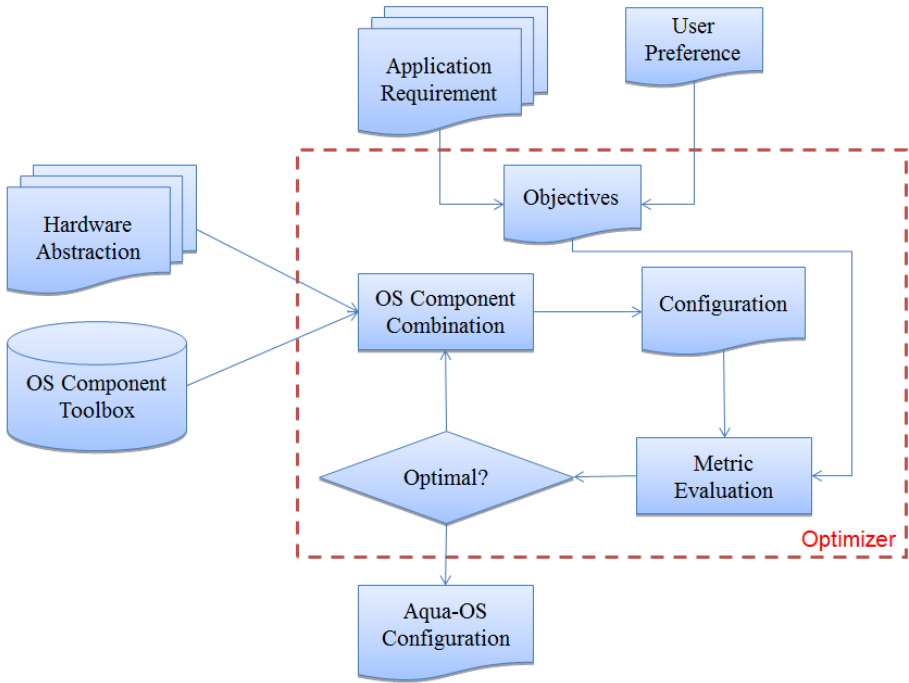 User
Preference
Application
Requirement
Objectives
Hardware
Abstraction
OS Component
Combination
Configuration
OS Component
Toolbox
Optimal?
Metric
Evaluation
Optimizer
Aqua-OS
Configuration